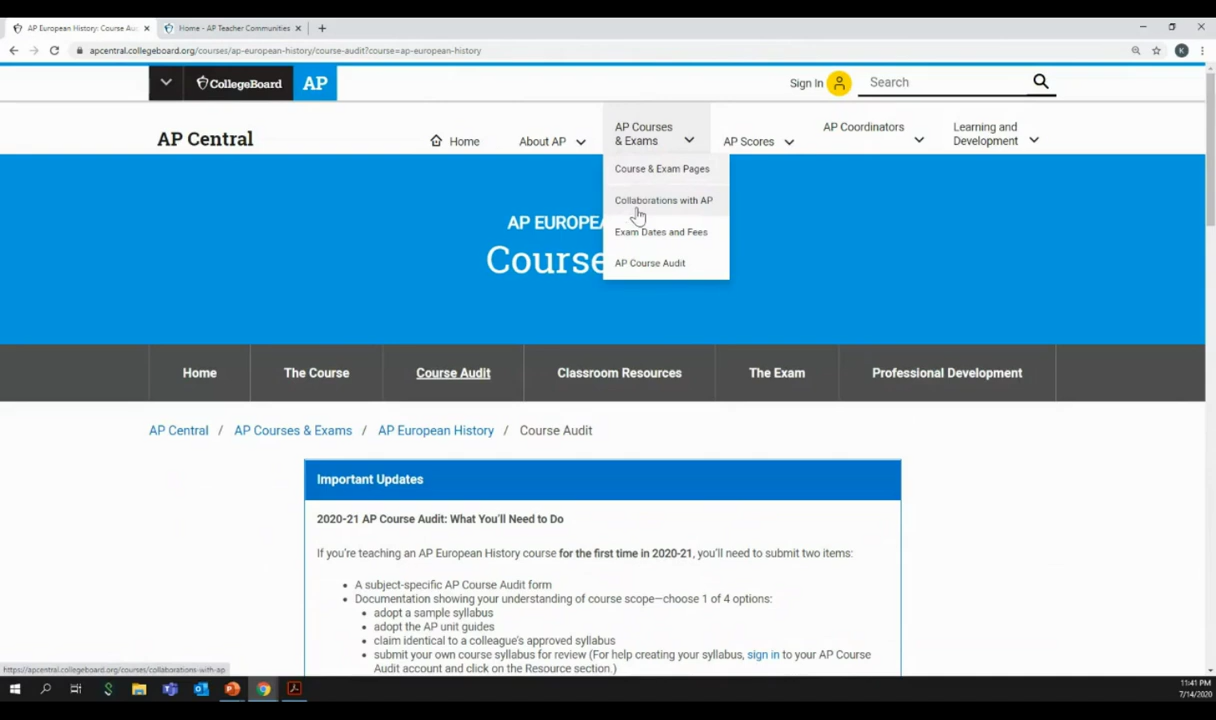 AP European History: Course Au
Home - AP Teacher Communities
apcentral.collegeboard.org/courses/ap-european-history/course-audit?course=ap-european-history
K
CollegeBoard AP
Sign In
Search
AP Central
Home
About AP
AP Courses
& Exams
AP Scores
AP Coordinators
Learning and
Development
Course & Exam Pages
Collaborations with AP
Exam Dates and Fees
AP Course Audit
AP EUROPEA
Course
Home
The Course
Course Audit
Classroom Resources
The Exam
Professional Development
AP Central / AP Courses & Exams / AP European History / Course Audit
Important Updates
2020-21 AP Course Audit: What You'll Need to Do
If you're teaching an AP European History course for the first time in 2020-21, you'll need to submit two items:
• A subject-specific AP Course Audit form
• Documentation showing your understanding of course scope—choose 1 of 4 options:
• adopt a sample syllabus
• adopt the AP unit guides
• claim identical to a colleague's approved syllabus
• submit your own course syllabus for review (For help creating your syllabus, sign in to your AP Course
Audit account and click on the Resource section.)
https://apcentral.collegeboard.org/courses/collaborations-with-ap
11:41 PM
7/14/2020